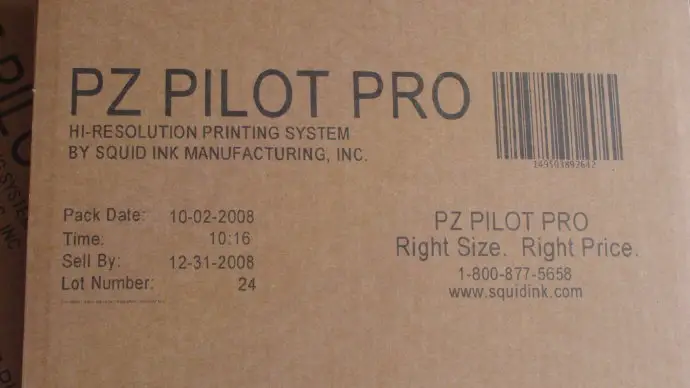 PZ PILOT PRO
HI-RESOLUTION PRINTING SYSTEM
BY SQUID INK MANUFACTURING, INC.
149503892642
Pack Date: 10-02-2008
Time: 10:16
Sell By: 12-31-2008
Lot Number: 24
PZ PILOT PRO
Right Size. Right Price.
1-800-877-5658
www.squidink.com